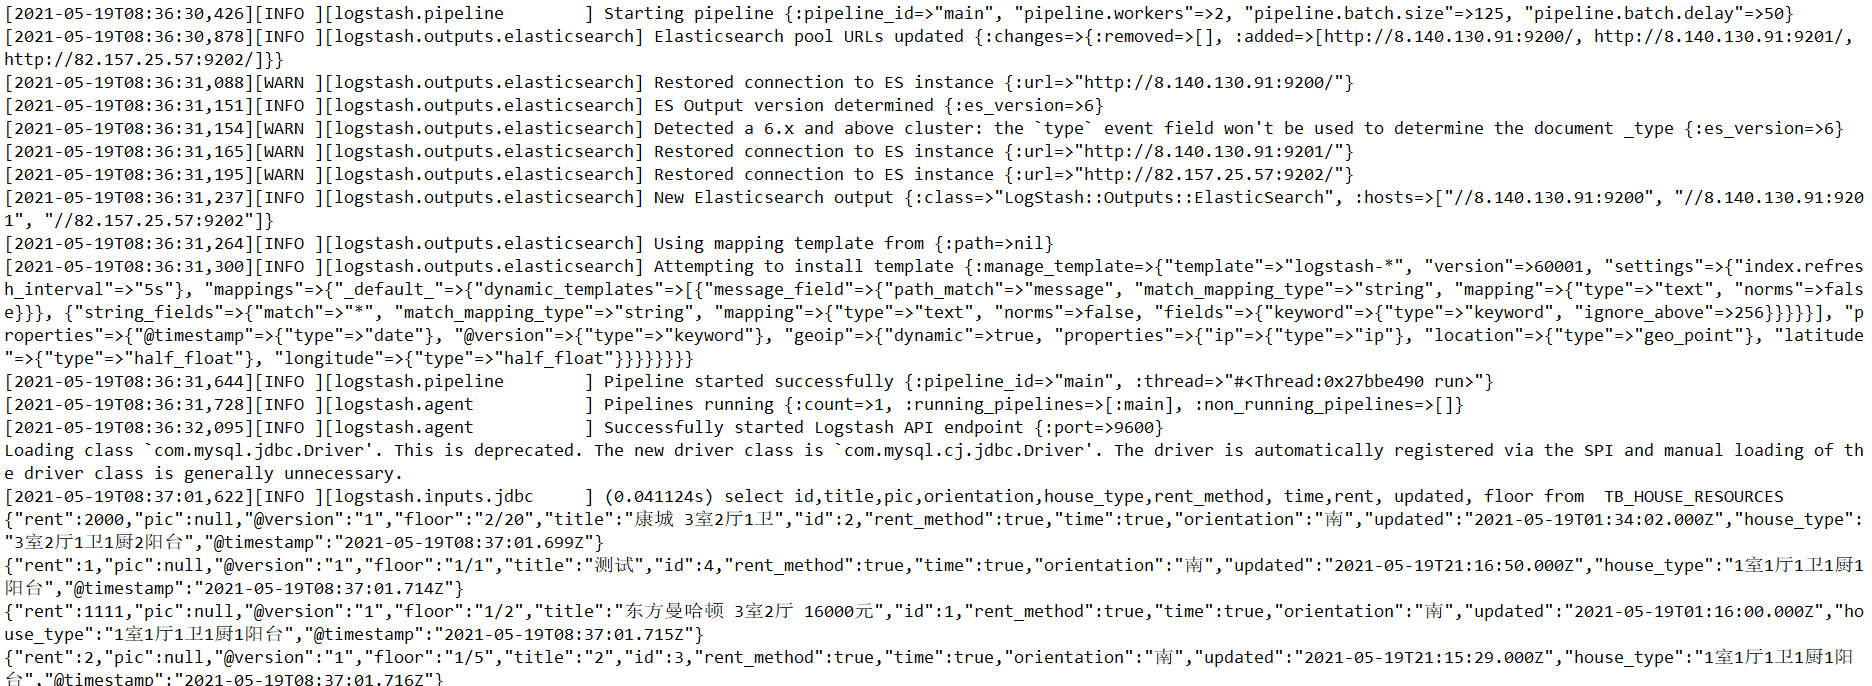 [2021-05-19T08:36:30,426][INFO ][logstash.pipeline        ] Starting pipeline {:pipeline_id=>"main", "pipeline.workers"=>2, "pipeline.batch.size"=>125, "pipeline.batch.delay"=>50}
[2021-05-19T08:36:30,878][INFO ][logstash.outputs.elasticsearch] Elasticsearch pool URLs updated {:changes=>{:removed=>[], :added=>[http://8.140.130.91:9200/, http://8.140.130.91:9201/,
http://82.157.25.57:9202/]}}
[2021-05-19T08:36:31,088][WARN ][logstash.outputs.elasticsearch] Restored connection to ES instance {:url=>"http://8.140.130.91:9200/"}
[2021-05-19T08:36:31,151][INFO ][logstash.outputs.elasticsearch] ES Output version determined {:es_version=>6}
[2021-05-19T08:36:31,154][WARN ][logstash.outputs.elasticsearch] Detected a 6.x and above cluster: the `type` event field won't be used to determine the document _type {:es_version=>6}
[2021-05-19T08:36:31,165][WARN ][logstash.outputs.elasticsearch] Restored connection to ES instance {:url=>"http://8.140.130.91:9201/"}
[2021-05-19T08:36:31,195][WARN ][logstash.outputs.elasticsearch] Restored connection to ES instance {:url=>"http://82.157.25.57:9202/"}
[2021-05-19T08:36:31,237][INFO ][logstash.outputs.elasticsearch] New Elasticsearch output {:class=>"LogStash::Outputs::ElasticSearch", :hosts=>["//8.140.130.91:9200", "//8.140.130.91:920
1", "//82.157.25.57:9202"]}
[2021-05-19T08:36:31,264][INFO ][logstash.outputs.elasticsearch] Using mapping template from {:path=>nil}
[2021-05-19T08:36:31,300][INFO ][logstash.outputs.elasticsearch] Attempting to install template {:manage_template=>{"template"=>"logstash-*", "version"=>60001, "settings"=>{"index.refres
h_interval"=>"5s"}, "mappings"=>{"_default_"=>{"dynamic_templates"=>[{"message_field"=>{"path_match"=>"message", "match_mapping_type"=>"string", "mapping"=>{"type"=>"text", "norms"=>fals
e}}}, {"string_fields"=>{"match"=>"*", "match_mapping_type"=>"string", "mapping"=>{"type"=>"text", "norms"=>false, "fields"=>{"keyword"=>{"type"=>"keyword", "ignore_above"=>256}}}}}], "p
roperties"=>{"@timestamp"=>{"type"=>"date"}, "@version"=>{"type"=>"keyword"}, "geoip"=>{"dynamic"=>true, "properties"=>{"ip"=>{"type"=>"ip"}, "location"=>{"type"=>"geo_point"}, "latitude
"=>{"type"=>"half_float"}, "longitude"=>{"type"=>"half_float"}}}}}}}}
[2021-05-19T08:36:31,644][INFO ][logstash.pipeline        ] Pipeline started successfully {:pipeline_id=>"main", :thread=>"#<Thread:0x27bbe490 run>"}
[2021-05-19T08:36:31,728][INFO ][logstash.agent           ] Pipelines running {:count=>1, :running_pipelines=>[:main], :non_running_pipelines=>[]}
[2021-05-19T08:36:32,095][INFO ][logstash.agent           ] Successfully started Logstash API endpoint {:port=>9600}
Loading class `com.mysql.jdbc.Driver'. This is deprecated. The new driver class is `com.mysql.cj.jdbc.Driver'. The driver is automatically registered via the SPI and manual loading of th
e driver class is generally unnecessary.
[2021-05-19T08:37:01,622][INFO ][logstash.inputs.jdbc     ] (0.041124s) select id,title,pic,orientation,house_type,rent_method, time,rent, updated, floor from  TB_HOUSE_RESOURCES
{"rent":2000,"pic":null,"@version":"1","floor":"2/20","title":"康城 3室2厅1卫","id":2,"rent_method":true,"time":true,"orientation":"南","updated":"2021-05-19T01:34:02.000Z","house_type":
"3室2厅1卫1厨2阳台","@timestamp":"2021-05-19T08:37:01.699Z"}
{"rent":1,"pic":null,"@version":"1","floor":"1/1","title":"测试","id":4,"rent_method":true,"time":true,"orientation":"南","updated":"2021-05-19T21:16:50.000Z","house_type":"1室1厅1卫1厨1
阳台","@timestamp":"2021-05-19T08:37:01.714Z"}
{"rent":1111,"pic":null,"@version":"1","floor":"1/2","title":"东方曼哈顿 3室2厅 16000元","id":1,"rent_method":true,"time":true,"orientation":"南","updated":"2021-05-19T01:16:00.000Z","ho
use_type":"1室1厅1卫1厨1阳台","@timestamp":"2021-05-19T08:37:01.715Z"}
{"rent":2,"pic":null,"@version":"1","floor":"1/5","title":"2","id":3,"rent_method":true,"time":true,"orientation":"南","updated":"2021-05-19T21:15:29.000Z","house_type":"1室1厅1卫1厨1阳
台","@timestamp":"2021-05-19T08:37:01.716Z"}